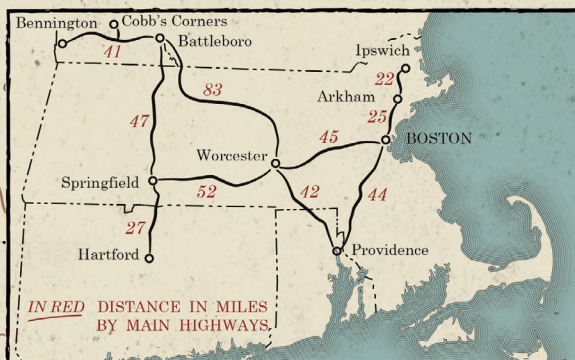 Bennington
Cobb's Corners
Battleboro
41
Ipswich
22
83
Arkham
25
47
45
BOSTON
Worcester
Springfield
52
42
44
27
Hartford
Providence
IN RED DISTANCE IN MILES
BY MAIN HIGHWAYS